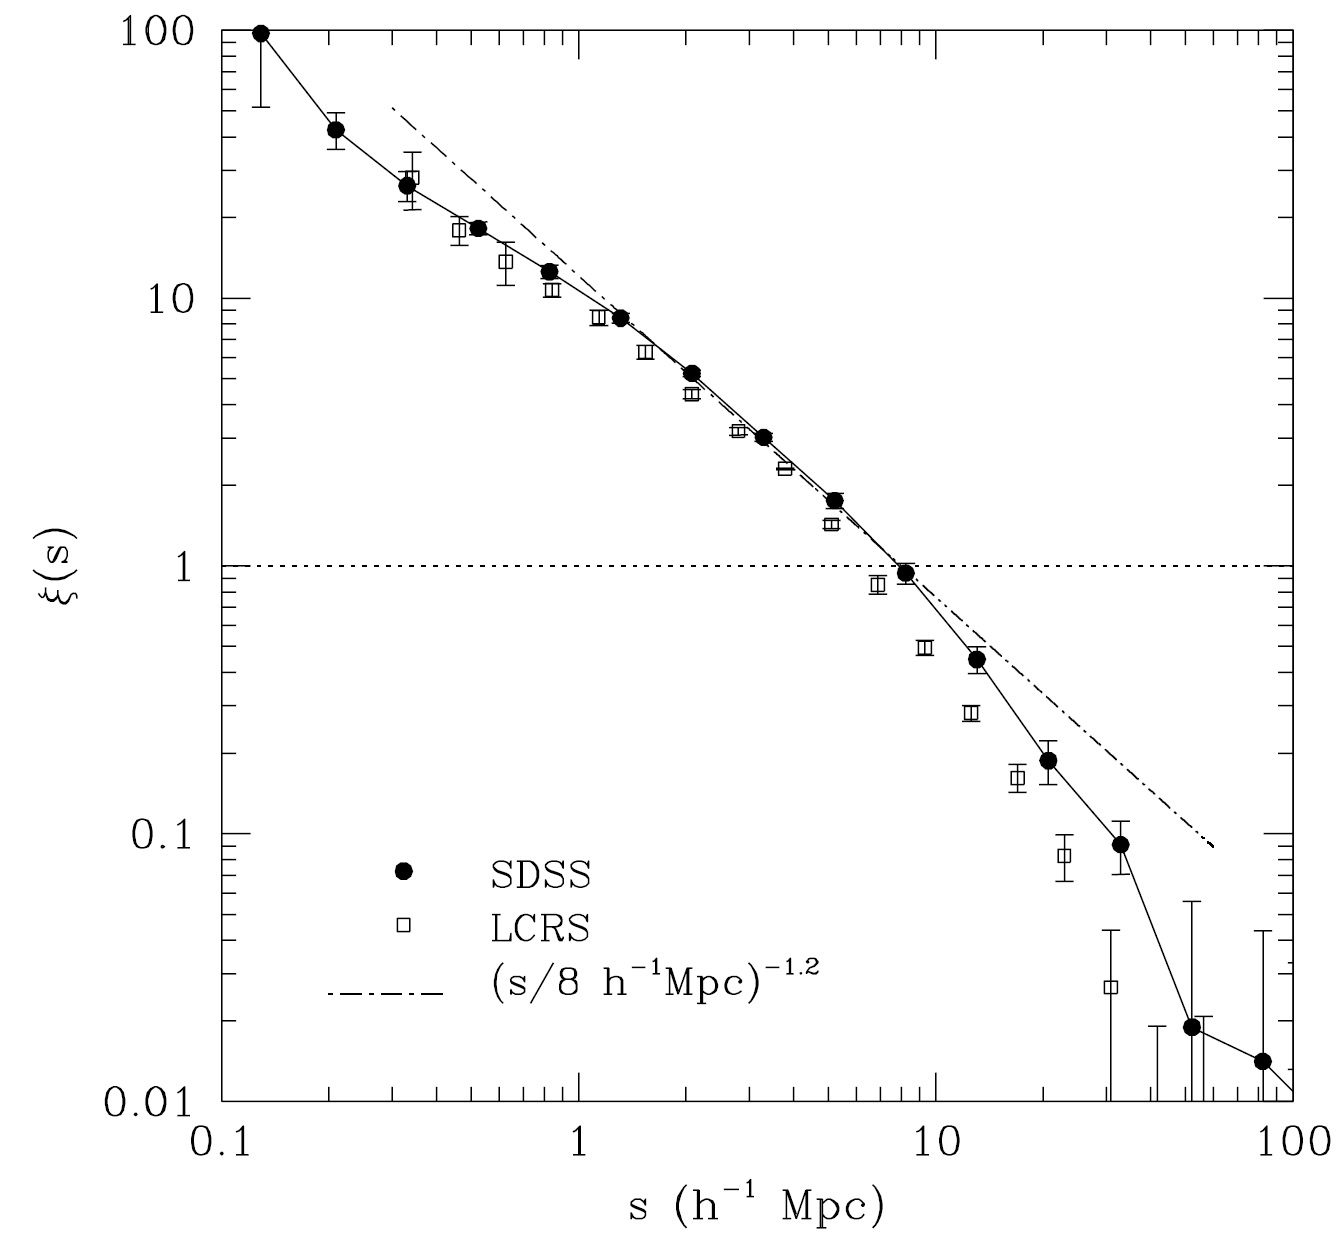 100
10
1
0.1
0.01
ξ(s)
SDSS
LCRS
(s/8 h⁻¹Mpc)⁻¹·²
0.1 1 10 100
s (h⁻¹ Mpc)